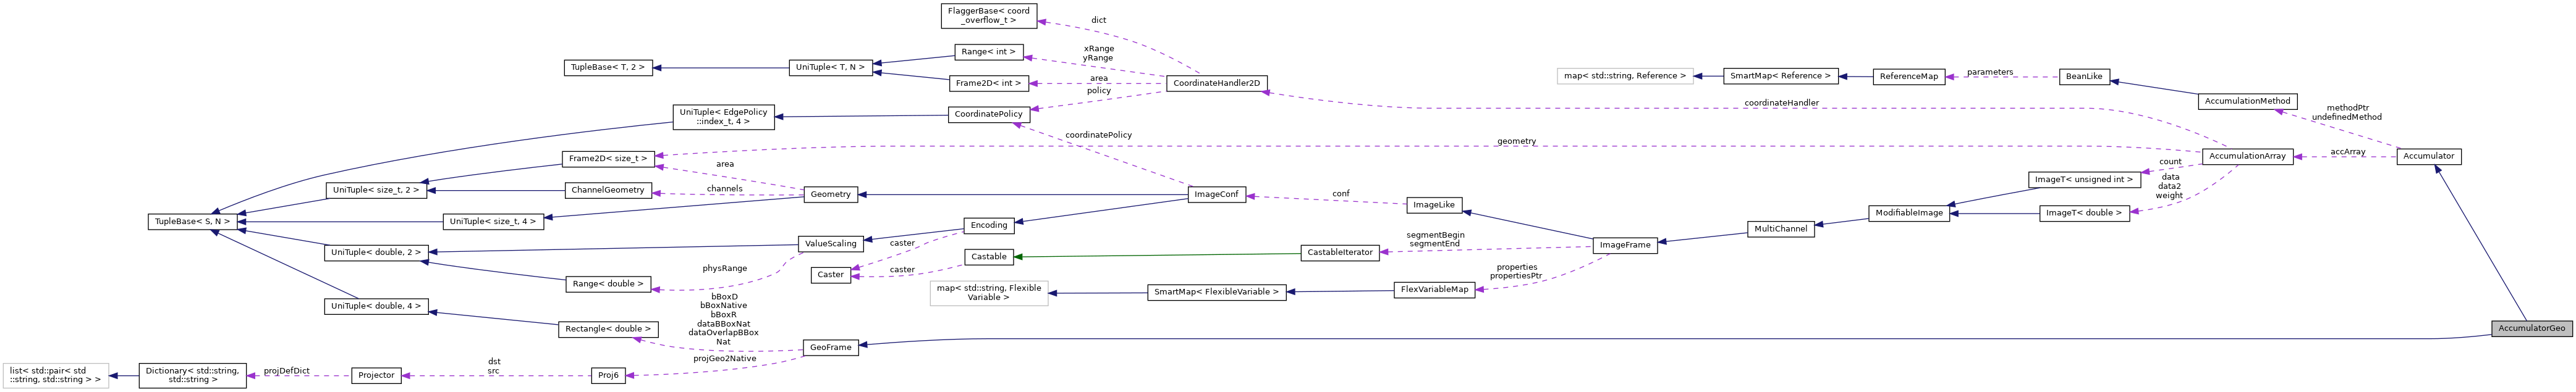 FlaggerBase< coord
_overflow_t >
dict
Range< int >
xRange
yRange
TupleBase< T, 2 >
UniTuple< T, N >
Frame2D< int >
area
CoordinateHandler2D
map< std::string, Reference >
SmartMap< Reference >
ReferenceMap
parameters
BeanLike
policy
AccumulationMethod
coordinateHandler
methodPtr
undefinedMethod
UniTuple< EdgePolicy
::index_t, 4 >
CoordinatePolicy
coordinatePolicy
geometry
Frame2D< size_t >
area
AccumulationArray
accArray
Accumulator
count
UniTuple< size_t, 2 >
ChannelGeometry
channels
Geometry
ImageConf
conf
ImageLike
ImageT< unsigned int >
data
data2
weight
TupleBase< S, N >
UniTuple< size_t, 4 >
ModifiableImage
ImageT< double >
Encoding
MultiChannel
ValueScaling
caster
segmentBegin
segmentEnd
ImageFrame
UniTuple< double, 2 >
Castable
CastableIterator
physRange
Caster
caster
properties
propertiesPtr
Range< double >
map< std::string, Flexible
Variable >
SmartMap< FlexibleVariable >
FlexVariableMap
UniTuple< double, 4 >
bBoxD
bBoxNative
bBoxR
dataBBoxNat
dataOverlapBBox
Nat
Rectangle< double >
AccumulatorGeo
GeoFrame
projGeo2Native
list< std::pair< std
::string, std::string > >
Dictionary< std::string,
std::string >
projDefDict
Projector
dst
src
Proj6